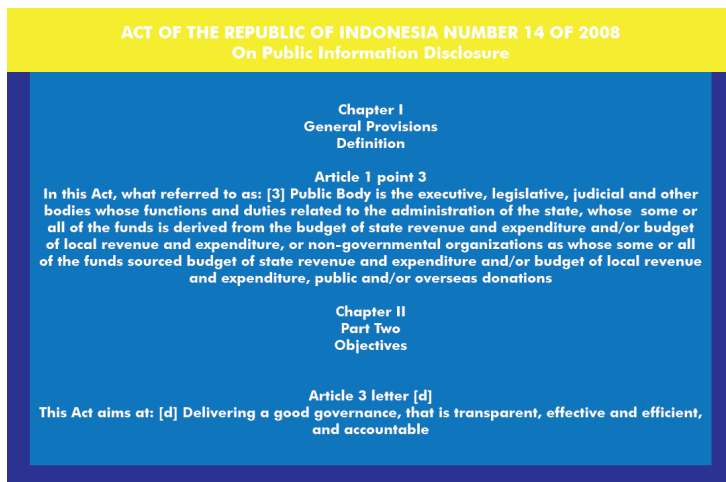 ACT OF THE REPUBLIC OF INDONESIA NUMBER 14 OF 2008
On Public Information Disclosure
Chapter I
General Provisions
Definition
Article 1 point 3
In this Act, what referred to as: [3] Public Body is the executive, legislative, judicial and other
bodies whose functions and duties related to the administration of the state, whose some or
all of the funds is derived from the budget of state revenue and expenditure and/or budget
of local revenue and expenditure, or non-governmental organizations as whose some or all
of the funds sourced budget of state revenue and expenditure and/or budget of local revenue
and expenditure, public and/or overseas donations
Chapter II
Part Two
Objectives
Article 3 letter [d]
This Act aims at: [d] Delivering a good governance, that is transparent, effective and efficient,
and accountable